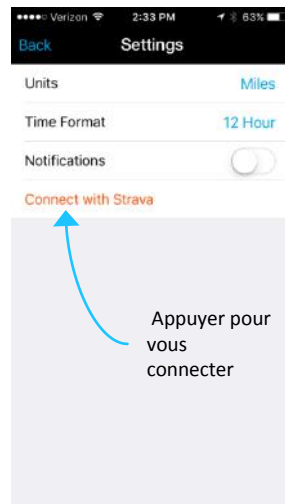 Verizon 2:33 PM 63%
Back Settings
Units Miles
Time Format 12 Hour
Notifications
Connect with Strava
Appuyer pour
vous
connecter